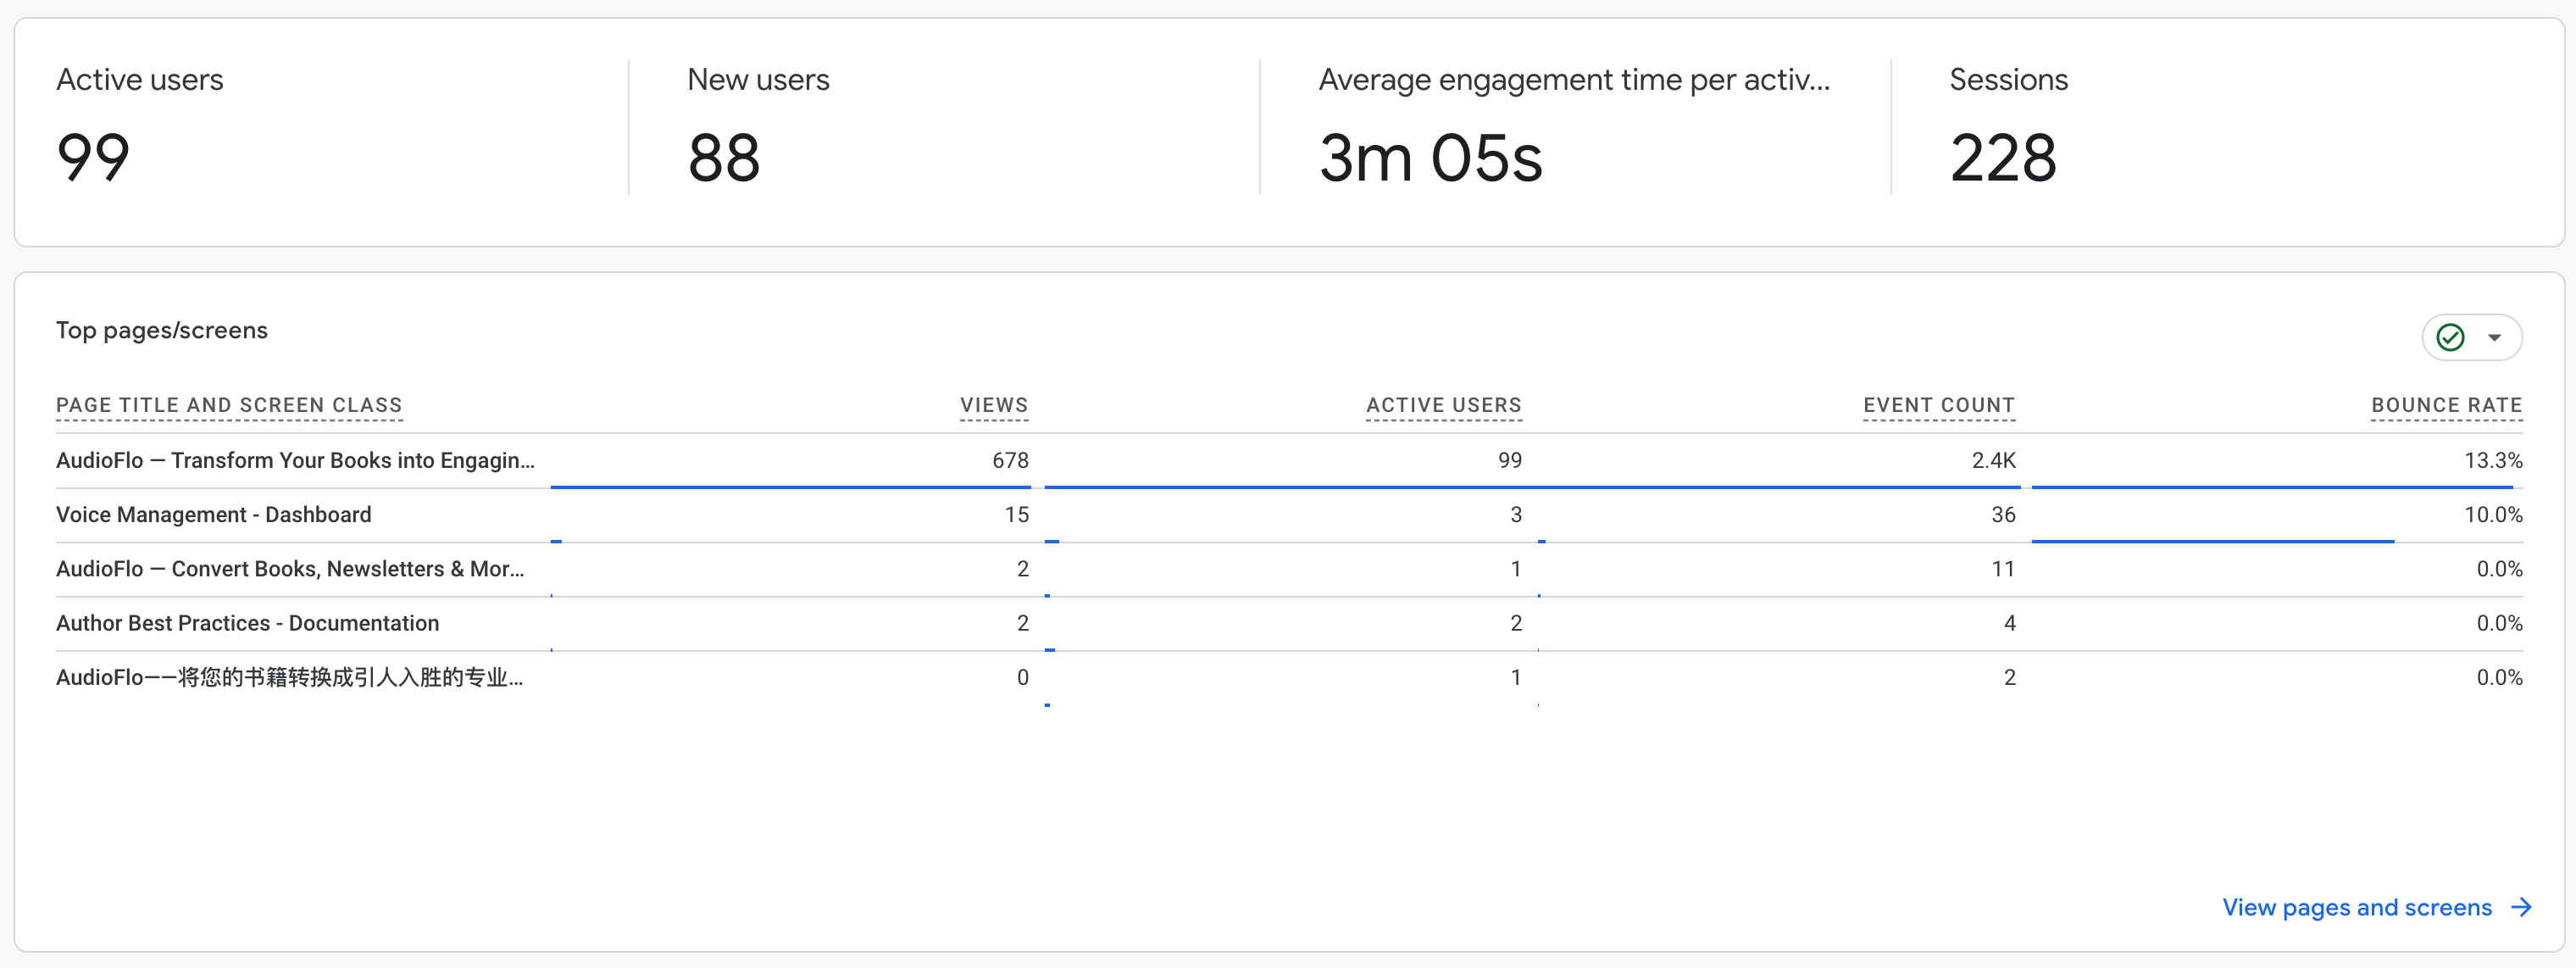 Active users
99
New users
88
Average engagement time per activ...
3m 05s
Sessions
228
Top pages/screens
PAGE TITLE AND SCREEN CLASS VIEWS ACTIVE USERS EVENT COUNT BOUNCE RATE
AudioFlo — Transform Your Books into Engagin... 678 99 2.4K 13.3%
Voice Management - Dashboard 15 3 36 10.0%
AudioFlo — Convert Books, Newsletters & Mor... 2 1 11 0.0%
Author Best Practices - Documentation 2 2 4 0.0%
AudioFlo——将您的书籍转换成引人入胜的专业... 0 1 2 0.0%
View pages and screens